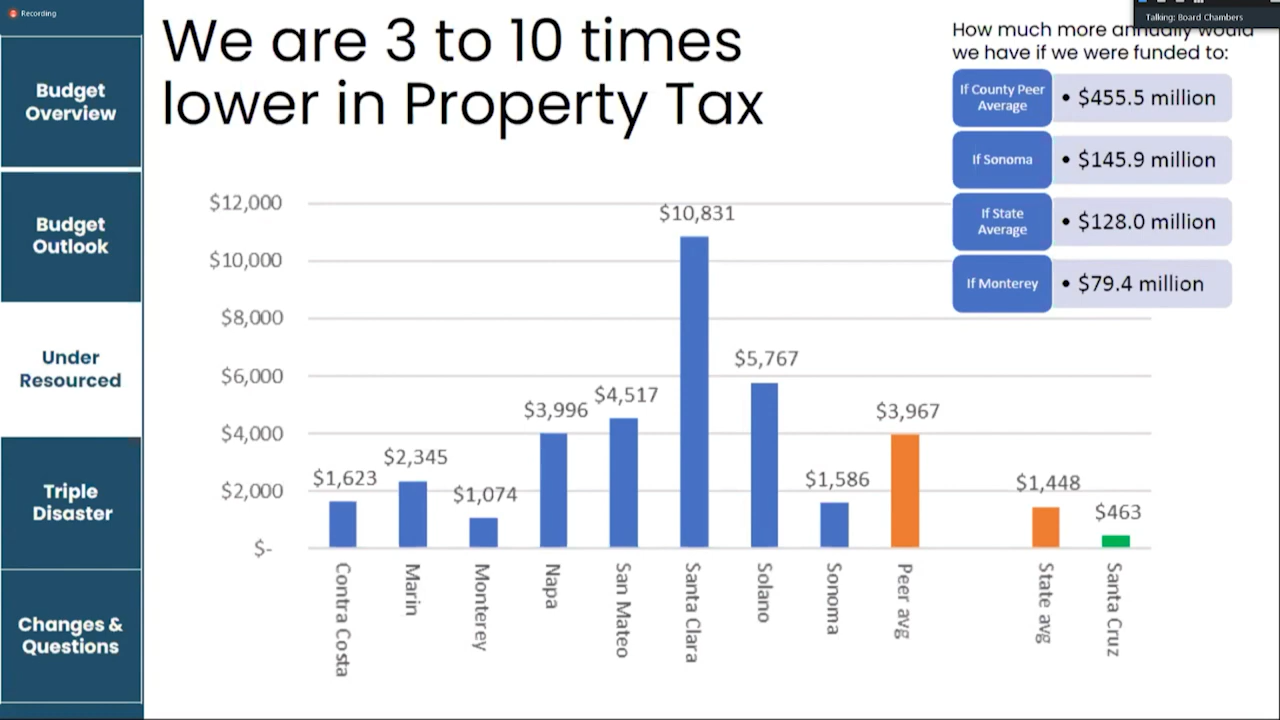 Recording
Talking: Board Chambers
Budget
Overview
Budget
Outlook
Under
Resourced
Triple
Disaster
Changes &
Questions
We are 3 to 10 times
lower in Property Tax
How much more annually would
we have if we were funded to:
If County Peer
Average
• $455.5 million
If Sonoma
• $145.9 million
If State
Average
• $128.0 million
If Monterey
• $79.4 million
$12,000
$10,000
$8,000
$6,000
$4,000
$2,000
$-
$1,623
$2,345
$1,074
$3,996
$4,517
$10,831
$5,767
$1,586
$3,967
$1,448
$463
Contra Costa
Marin
Monterey
Napa
San Mateo
Santa Clara
Solano
Sonoma
Peer avg
State avg
Santa Cruz